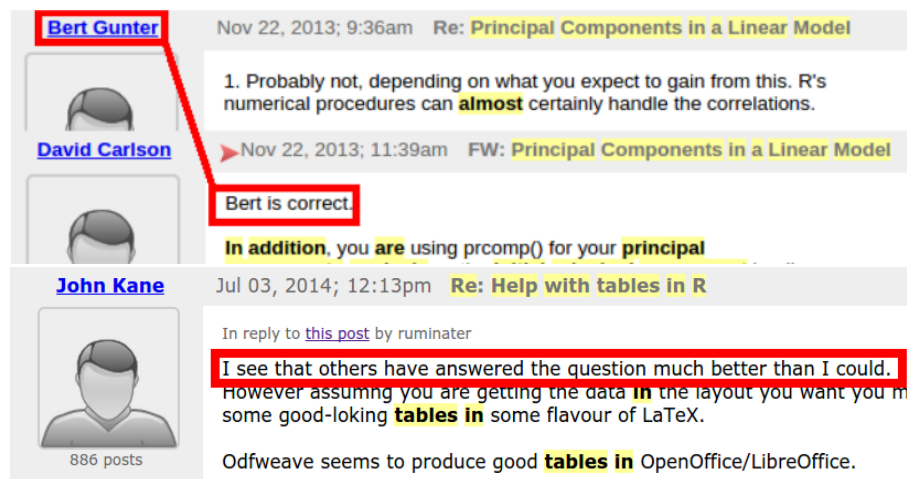 Bert Gunter
Nov 22, 2013; 9:36am Re: Principal Components in a Linear Model
1. Probably not, depending on what you expect to gain from this. R's
numerical procedures can almost certainly handle the correlations.
David Carlson
Nov 22, 2013; 11:39am FW: Principal Components in a Linear Model
Bert is correct.
In addition, you are using prcomp() for your principal
John Kane
Jul 03, 2014; 12:13pm Re: Help with tables in R
In reply to this post by ruminater
I see that others have answered the question much better than I could.
However assumng you are getting the data in the layout you want you m
some good-loking tables in some flavour of LaTeX.
886 posts
Odfweave seems to produce good tables in OpenOffice/LibreOffice.